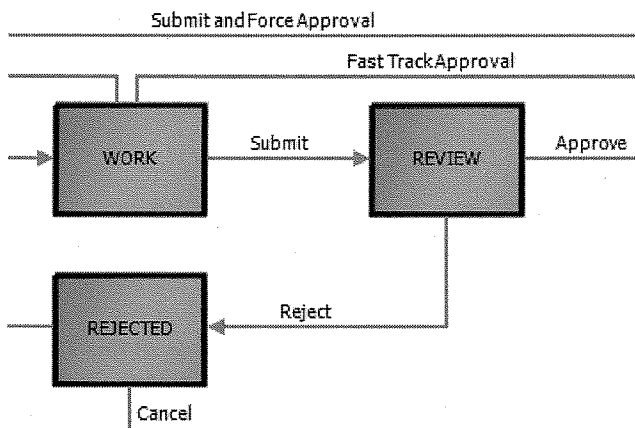 Submit and Force Approval
Fast Track Approval
WORK
Submit
REVIEW
Approve
REJECTED
Reject
Cancel